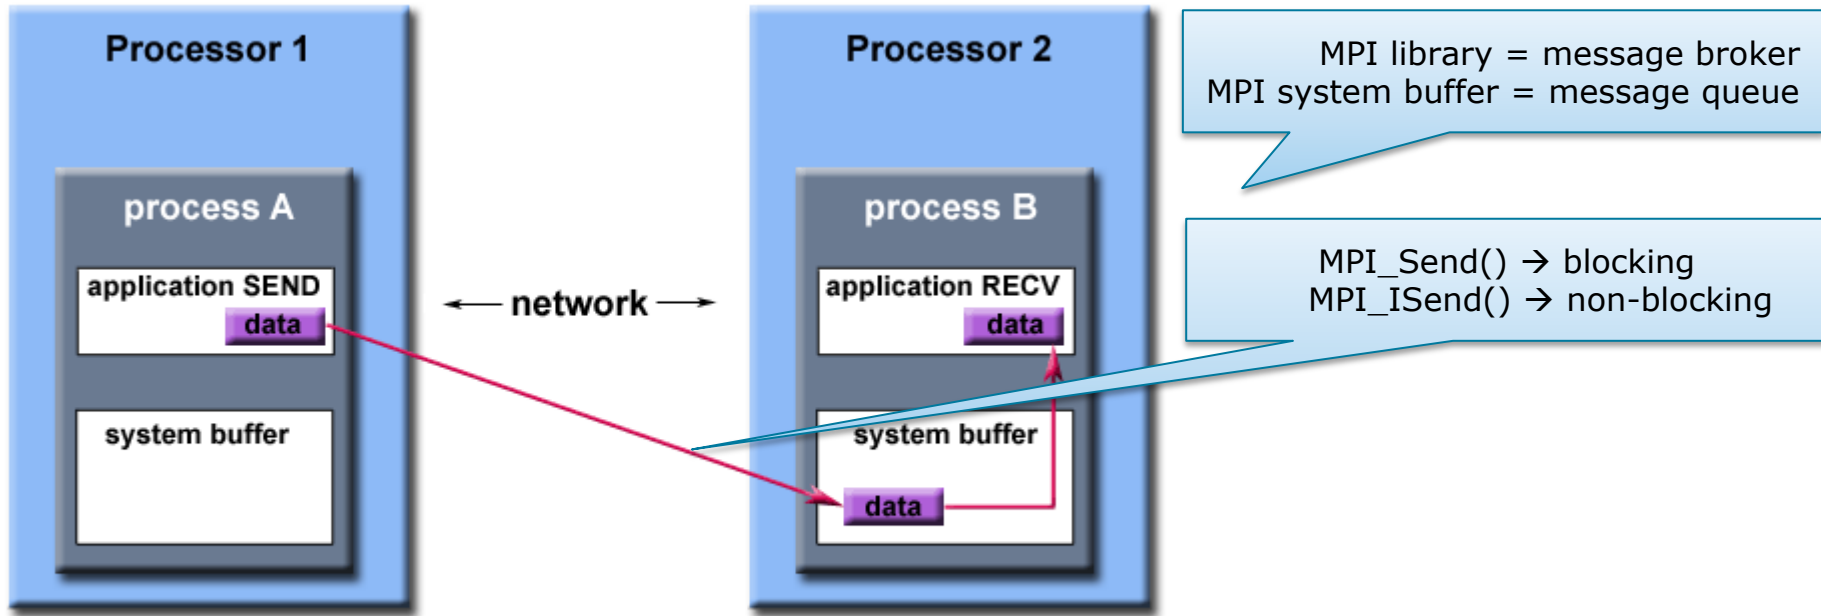 Processor 1
process A
application SEND
data
system buffer
← network →
Processor 2
process B
application RECV
data
system buffer
data
MPI library = message broker
MPI system buffer = message queue
MPI_Send() → blocking
MPI_ISend() → non-blocking